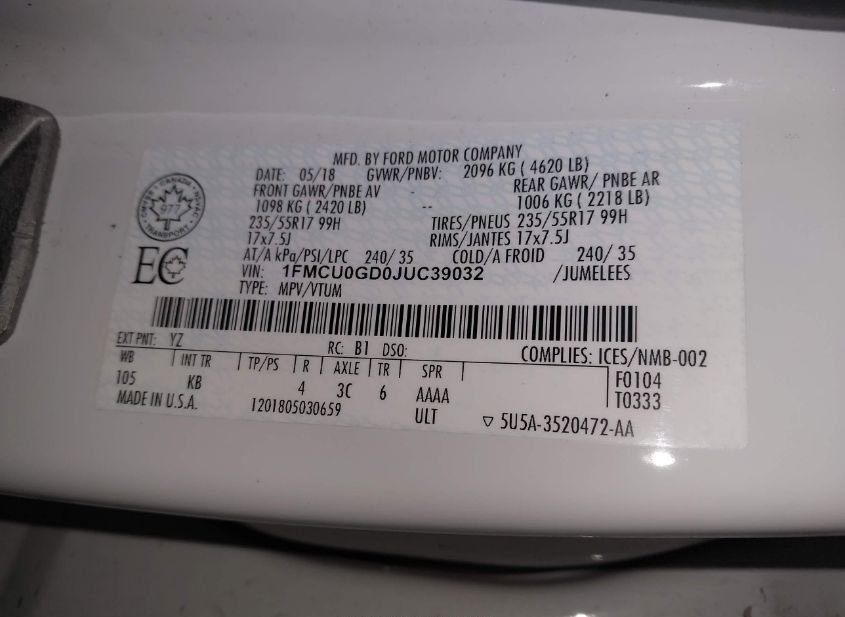 MFD. BY FORD MOTOR COMPANY
DATE: 05/18 GVWR/PNBV: 2096 KG ( 4620 LB)
FRONT GAWR/PNBE AV - REAR GAWR/ PNBE AR
1098 KG ( 2420 LB) 1006 KG ( 2218 LB)
235/55R17 99H TIRES/PNEUS 235/55R17 99H
17x7.5J RIMS/JANTES 17x7.5J
AT/A kPa/PSI/LPC 240/ 35 COLD/A FROID 240/ 35
VIN: 1FMCU0GD0JUC39032 /JUMELEES
TYPE: MPV/VTUM
CANADA
977
TRANSPORT
EC
EXT PNT: YZ RC: B1 DSO: COMPLIES: ICES/NMB-002
WB INT TR TP/PS R AXLE TR SPR F0104
105 KB 4 3C 6 AAAA T0333
MADE IN U.S.A. 1201805030659 ULT ▽ 5U5A-3520472-AA